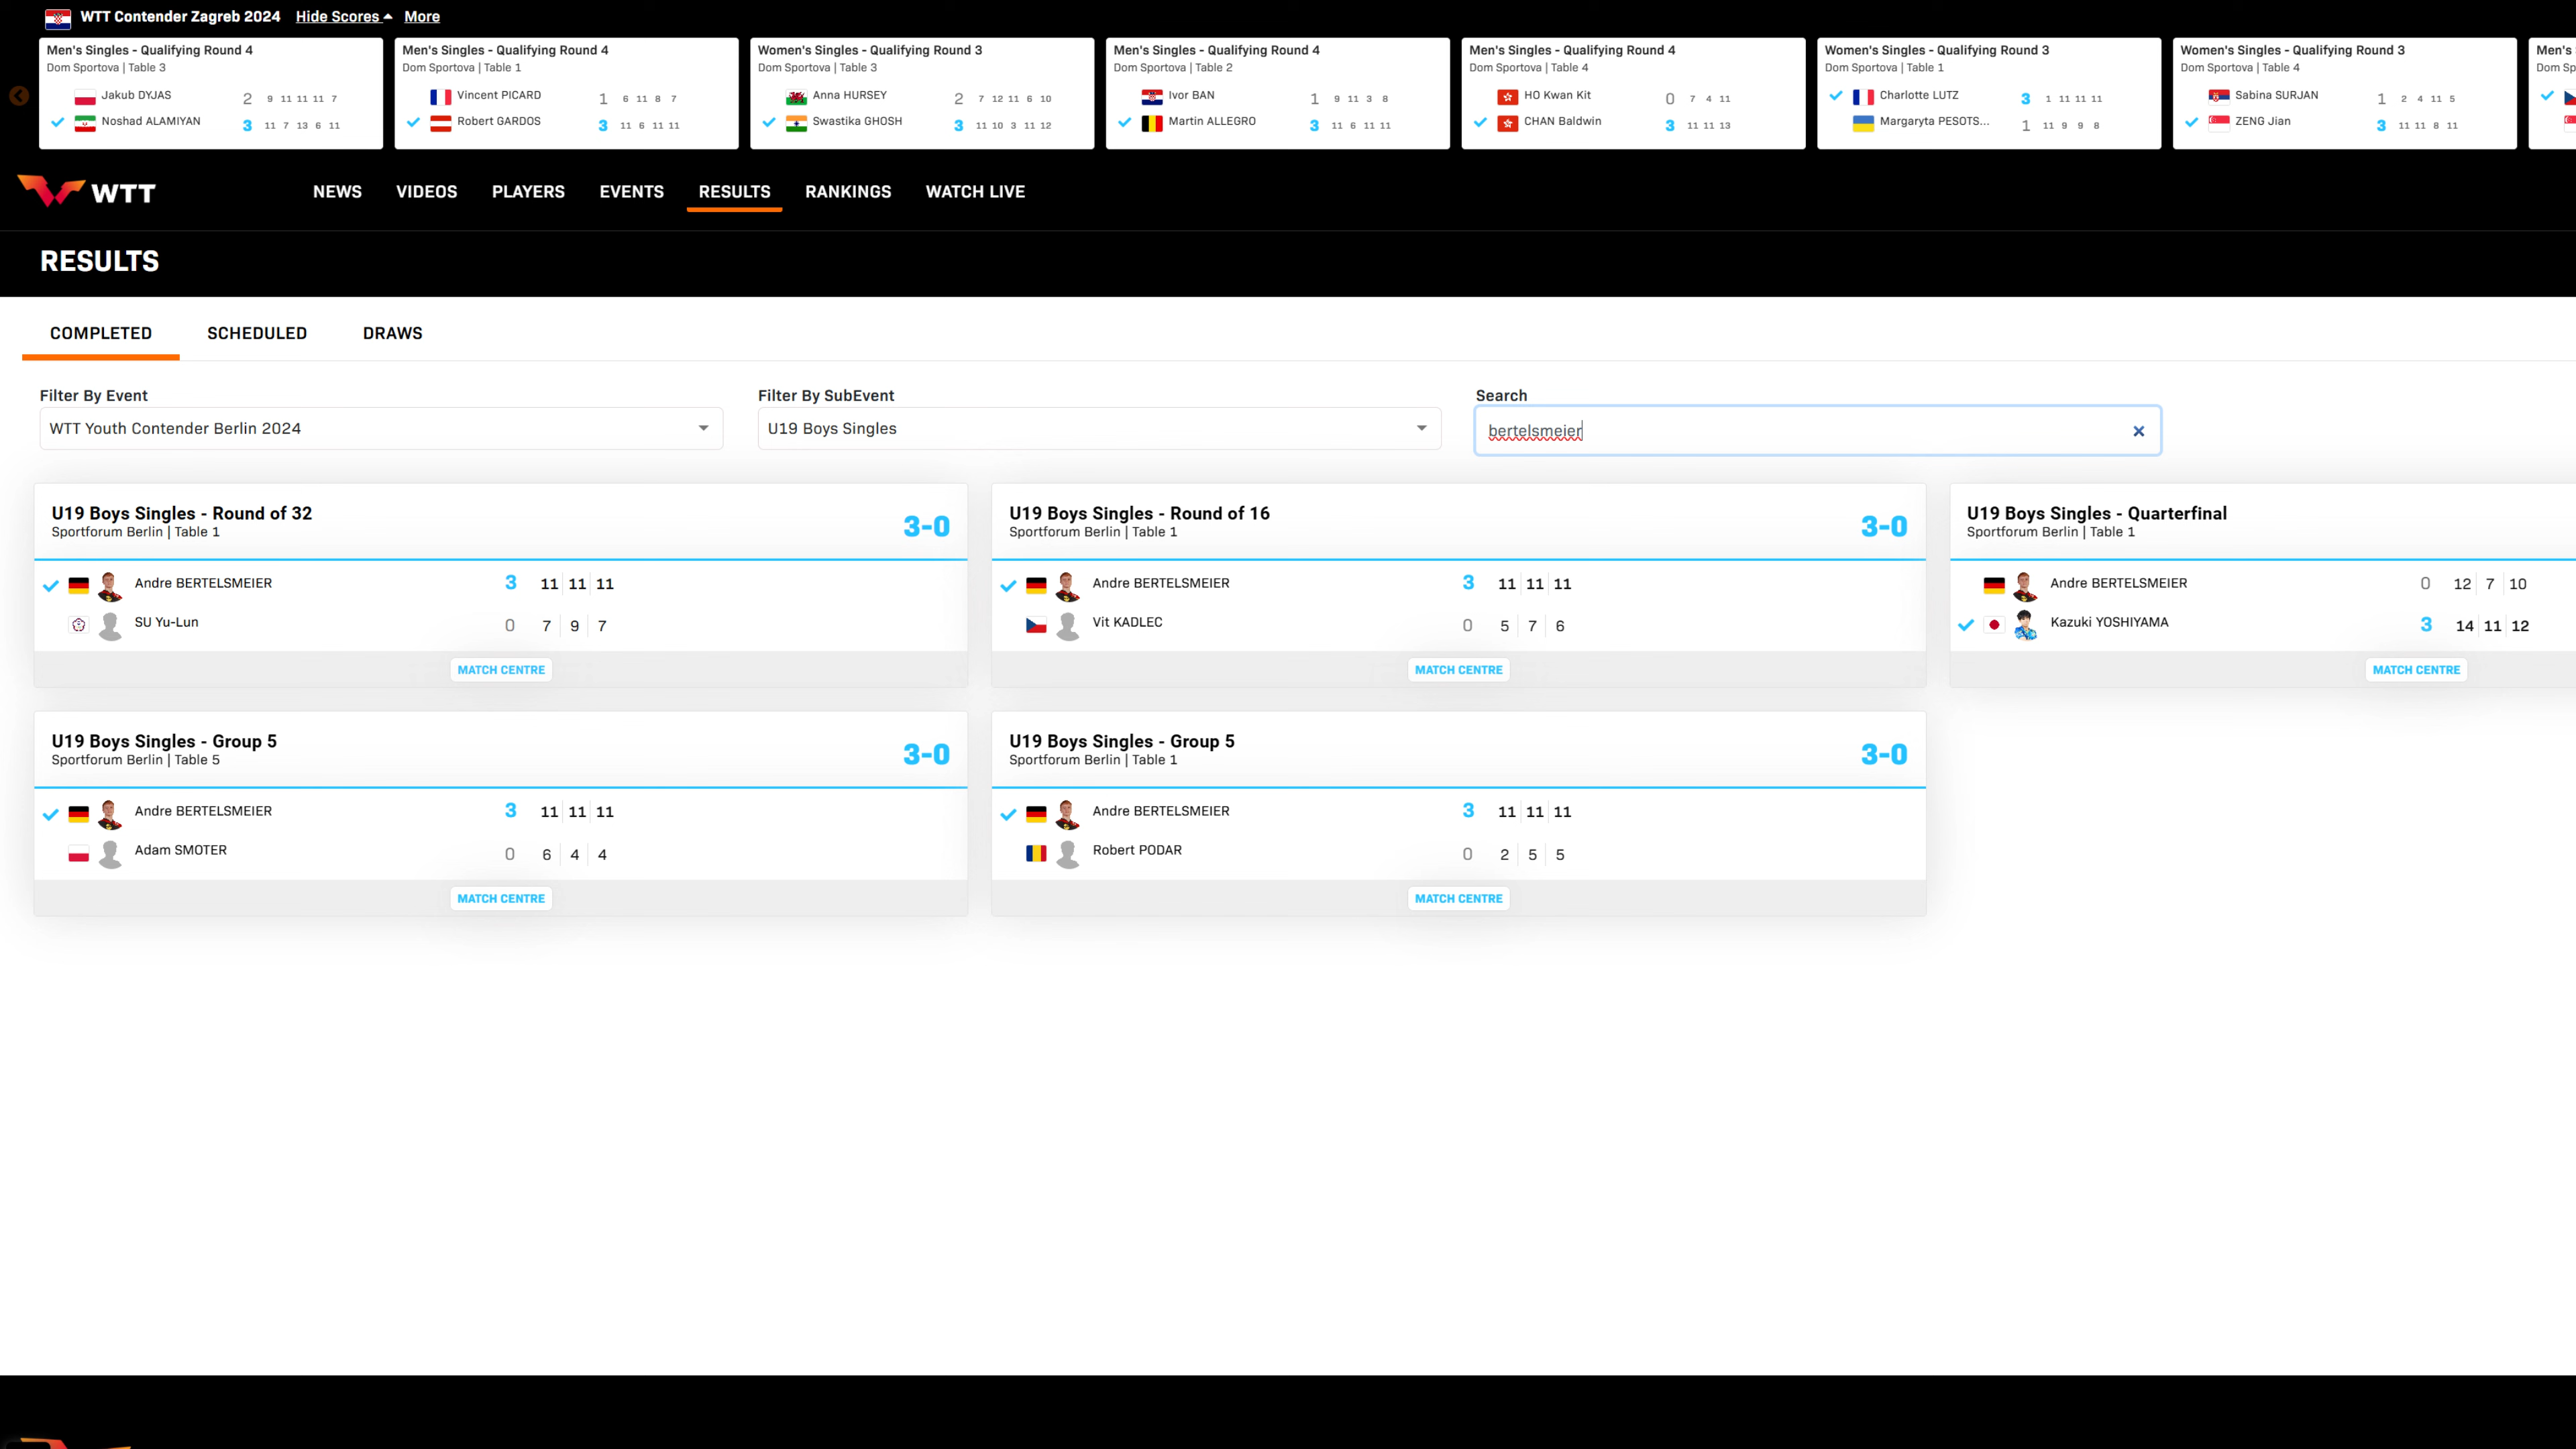 WTT Contender Zagreb 2024 Hide Scores More
Men's Singles - Qualifying Round 4
Dom Sportova | Table 3
Jakub DYJAS 2 9 11 11 11 7
Noshad ALAMIYAN 3 11 7 13 6 11
Men's Singles - Qualifying Round 4
Dom Sportova | Table 1
Vincent PICARD 1 6 11 8 7
Robert GARDOS 3 11 6 11 11
Women's Singles - Qualifying Round 3
Dom Sportova | Table 3
Anna HURSEY 2 7 12 11 6 10
Swastika GHOSH 3 11 10 3 11 12
Men's Singles - Qualifying Round 4
Dom Sportova | Table 2
Ivor BAN 1 9 11 3 8
Martin ALLEGRO 3 11 6 11 11
Men's Singles - Qualifying Round 4
Dom Sportova | Table 4
HO Kwan Kit 0 7 4 11
CHAN Baldwin 3 11 11 13
Women's Singles - Qualifying Round 3
Dom Sportova | Table 1
Charlotte LUTZ 3 1 11 11 11
Margaryta PESOTS... 1 11 9 9 8
Women's Singles - Qualifying Round 3
Dom Sportova | Table 4
Sabina SURJAN 1 2 4 11 5
ZENG Jian 3 11 11 8 11
Men's
Dom Sp
WTT NEWS VIDEOS PLAYERS EVENTS RESULTS RANKINGS WATCH LIVE
RESULTS
COMPLETED SCHEDULED DRAWS
Filter By Event
WTT Youth Contender Berlin 2024
Filter By SubEvent
U19 Boys Singles
Search
bertelsmeier
U19 Boys Singles - Round of 32
Sportforum Berlin | Table 1
3-0
Andre BERTELSMEIER 3 11 11 11
SU Yu-Lun 0 7 9 7
MATCH CENTRE
U19 Boys Singles - Round of 16
Sportforum Berlin | Table 1
3-0
Andre BERTELSMEIER 3 11 11 11
Vit KADLEC 0 5 7 6
MATCH CENTRE
U19 Boys Singles - Quarterfinal
Sportforum Berlin | Table 1
Andre BERTELSMEIER 0 12 7 10
Kazuki YOSHIYAMA 3 14 11 12
MATCH CENTRE
U19 Boys Singles - Group 5
Sportforum Berlin | Table 5
3-0
Andre BERTELSMEIER 3 11 11 11
Adam SMOTER 0 6 4 4
MATCH CENTRE
U19 Boys Singles - Group 5
Sportforum Berlin | Table 1
3-0
Andre BERTELSMEIER 3 11 11 11
Robert PODAR 0 2 5 5
MATCH CENTRE